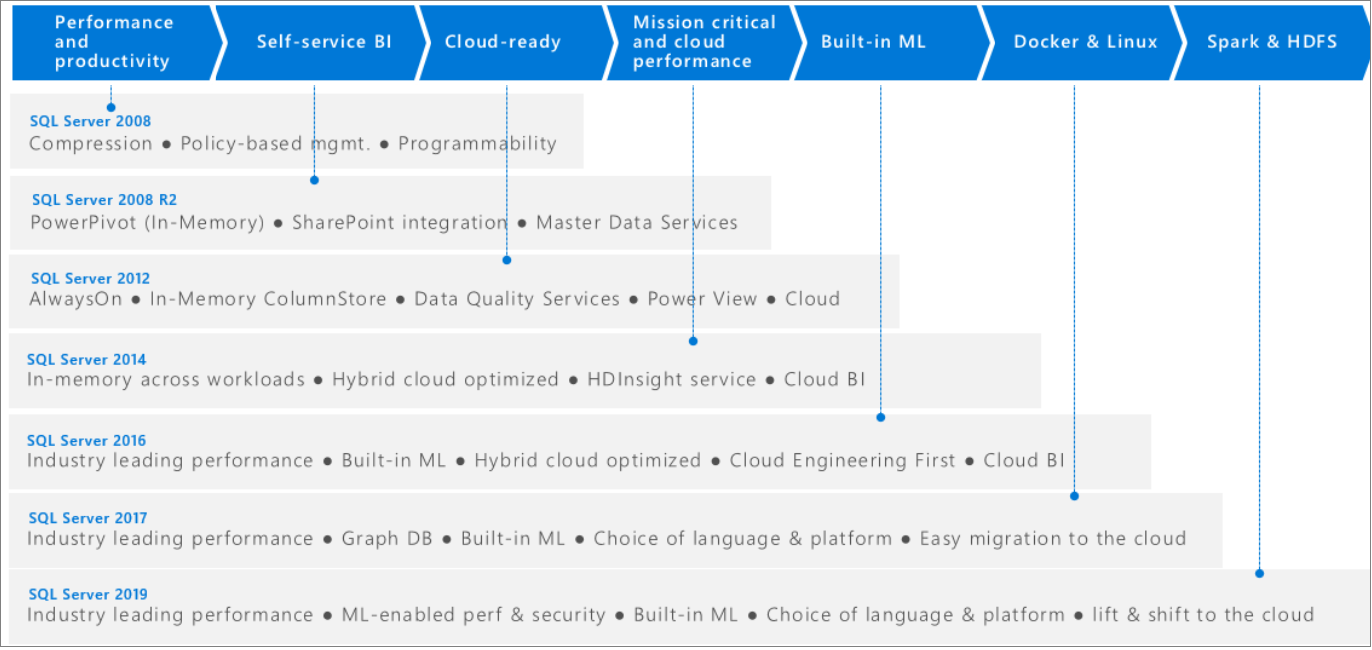 Performance
and
productivity
Self-service BI
Cloud-ready
Mission critical
and cloud
performance
Built-in ML
Docker & Linux
Spark & HDFS
SQL Server 2008
Compression ● Policy-based mgmt. ● Programmability
SQL Server 2008 R2
PowerPivot (In-Memory) ● SharePoint integration ● Master Data Services
SQL Server 2012
AlwaysOn ● In-Memory ColumnStore ● Data Quality Services ● Power View ● Cloud
SQL Server 2014
In-memory across workloads ● Hybrid cloud optimized ● HDInsight service ● Cloud BI
SQL Server 2016
Industry leading performance ● Built-in ML ● Hybrid cloud optimized ● Cloud Engineering First ● Cloud BI
SQL Server 2017
Industry leading performance ● Graph DB ● Built-in ML ● Choice of language & platform ● Easy migration to the cloud
SQL Server 2019
Industry leading performance ● ML-enabled perf & security ● Built-in ML ● Choice of language & platform ● lift & shift to the cloud